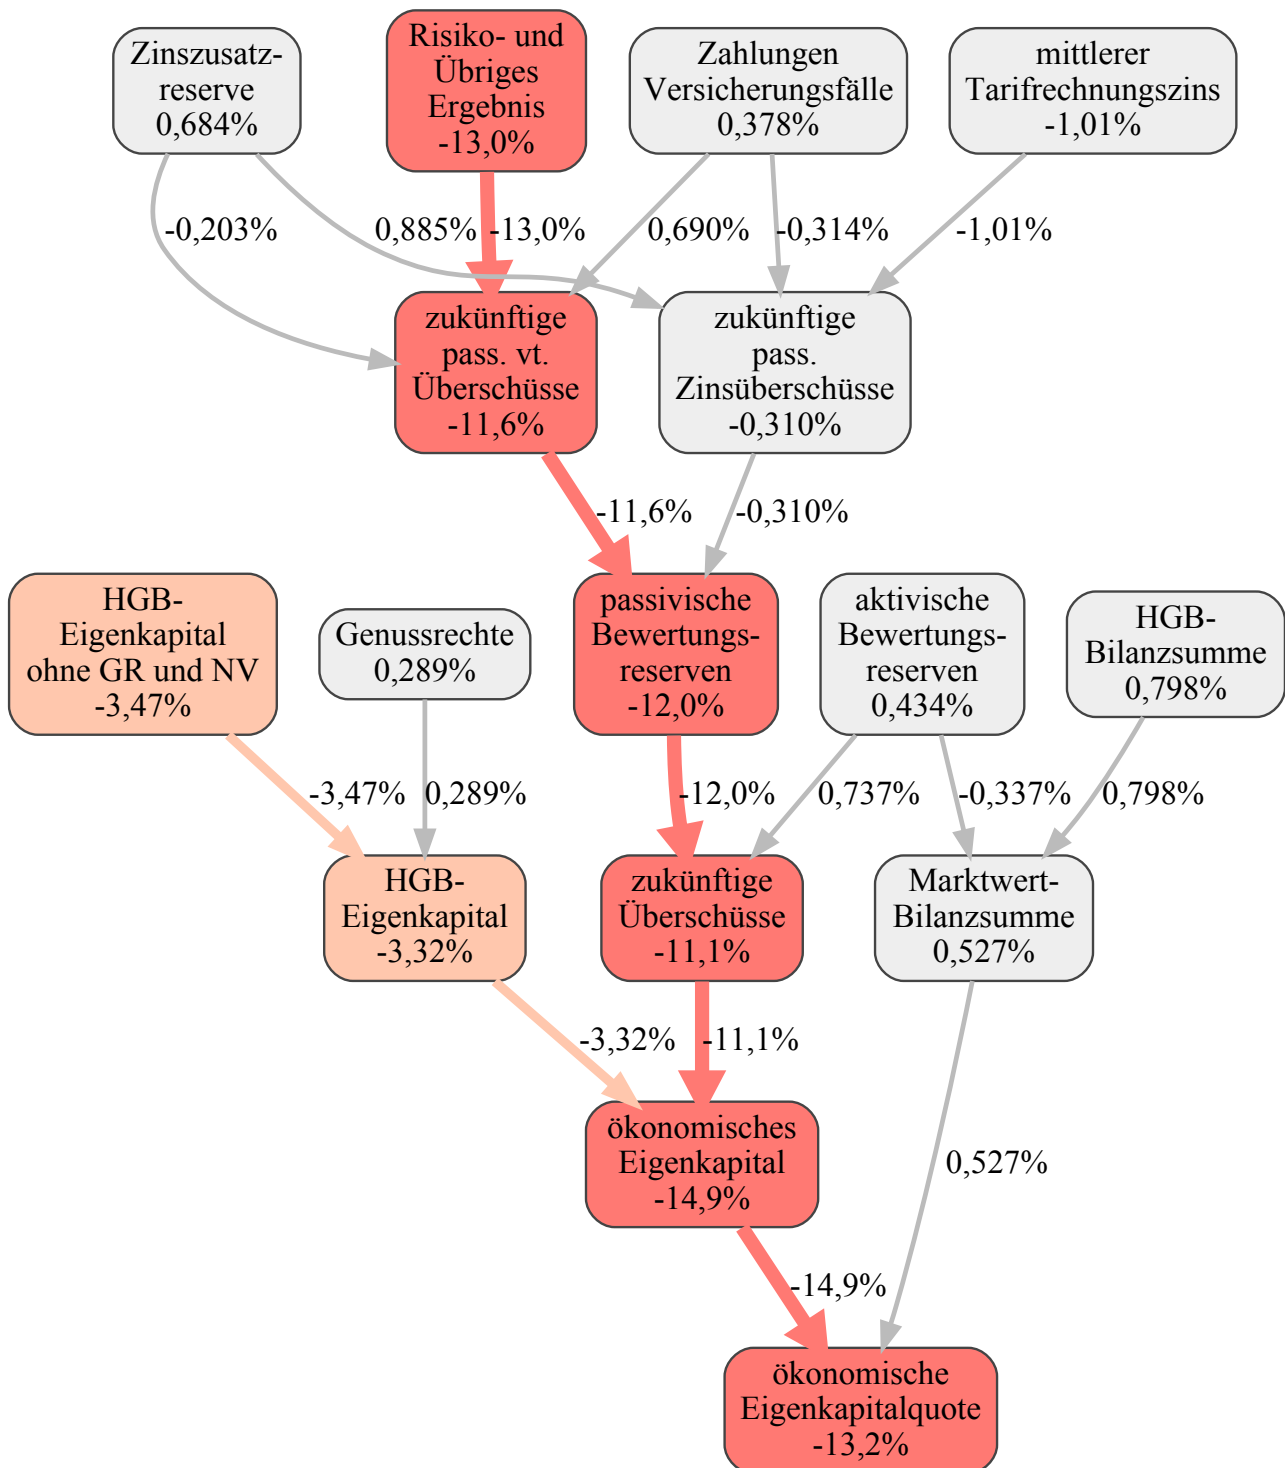 Zinszusatz-
reserve
0,684%
Risiko- und
Übriges
Ergebnis
-13,0%
Zahlungen
Versicherungsfälle
0,378%
mittlerer
Tarifrechnungszins
-1,01%
-0,203%
0,885%
-13,0%
0,690%
-0,314%
-1,01%
zukünftige
pass. vt.
Überschüsse
-11,6%
zukünftige
pass.
Zinsüberschüsse
-0,310%
-11,6%
-0,310%
HGB-
Eigenkapital
ohne GR und NV
-3,47%
Genussrechte
0,289%
passivische
Bewertungs-
reserven
-12,0%
aktivische
Bewertungs-
reserven
0,434%
HGB-
Bilanzsumme
0,798%
-3,47%
0,289%
-12,0%
0,737%
-0,337%
0,798%
HGB-
Eigenkapital
-3,32%
zukünftige
Überschüsse
-11,1%
Marktwert-
Bilanzsumme
0,527%
-3,32%
-11,1%
ökonomisches
Eigenkapital
-14,9%
0,527%
-14,9%
ökonomische
Eigenkapitalquote
-13,2%